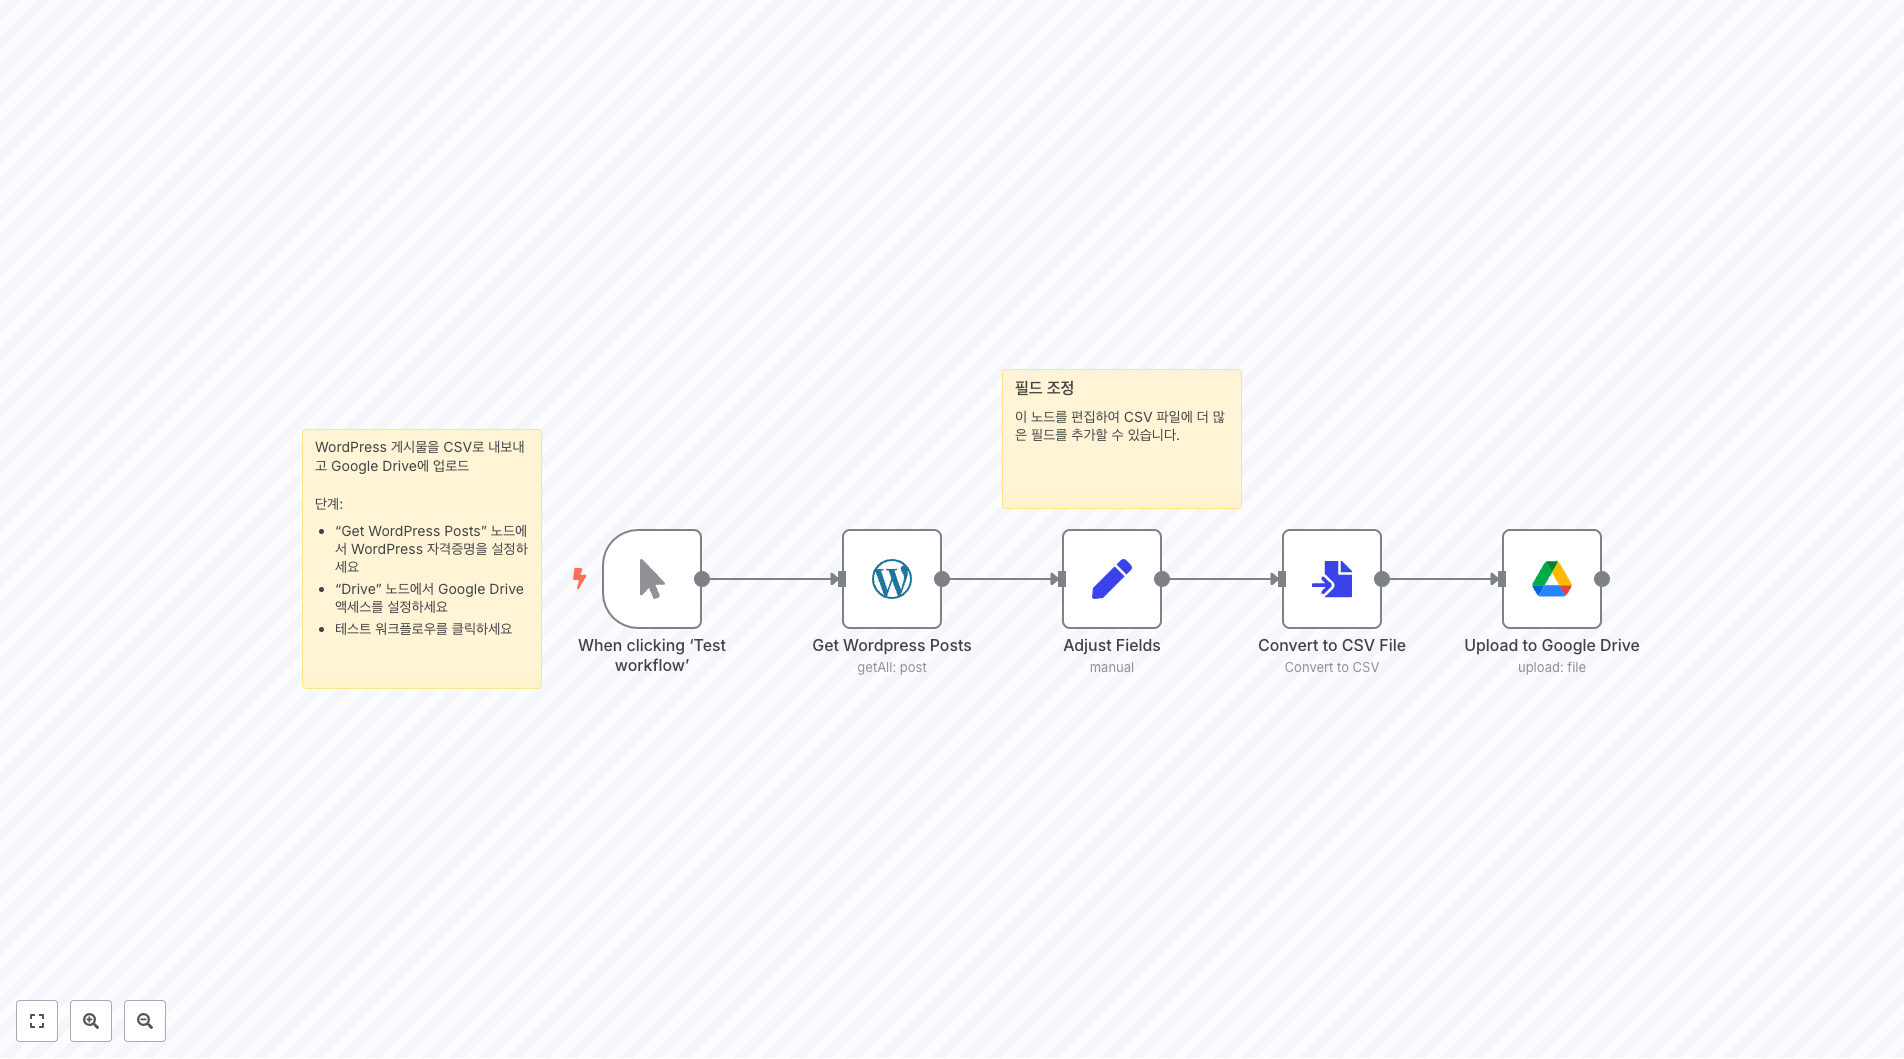 필드 조정
이 노드를 편집하여 CSV 파일에 더 많
은 필드를 추가할 수 있습니다.
WordPress 게시물을 CSV로 내보내
고 Google Drive에 업로드
단계:
“Get WordPress Posts” 노드에
서 WordPress 자격증명을 설정하
세요
“Drive” 노드에서 Google Drive
액세스를 설정하세요
테스트 워크플로우를 클릭하세요
When clicking ‘Test
workflow’
Get Wordpress Posts
getAll: post
Adjust Fields
manual
Convert to CSV File
Convert to CSV
Upload to Google Drive
upload: file